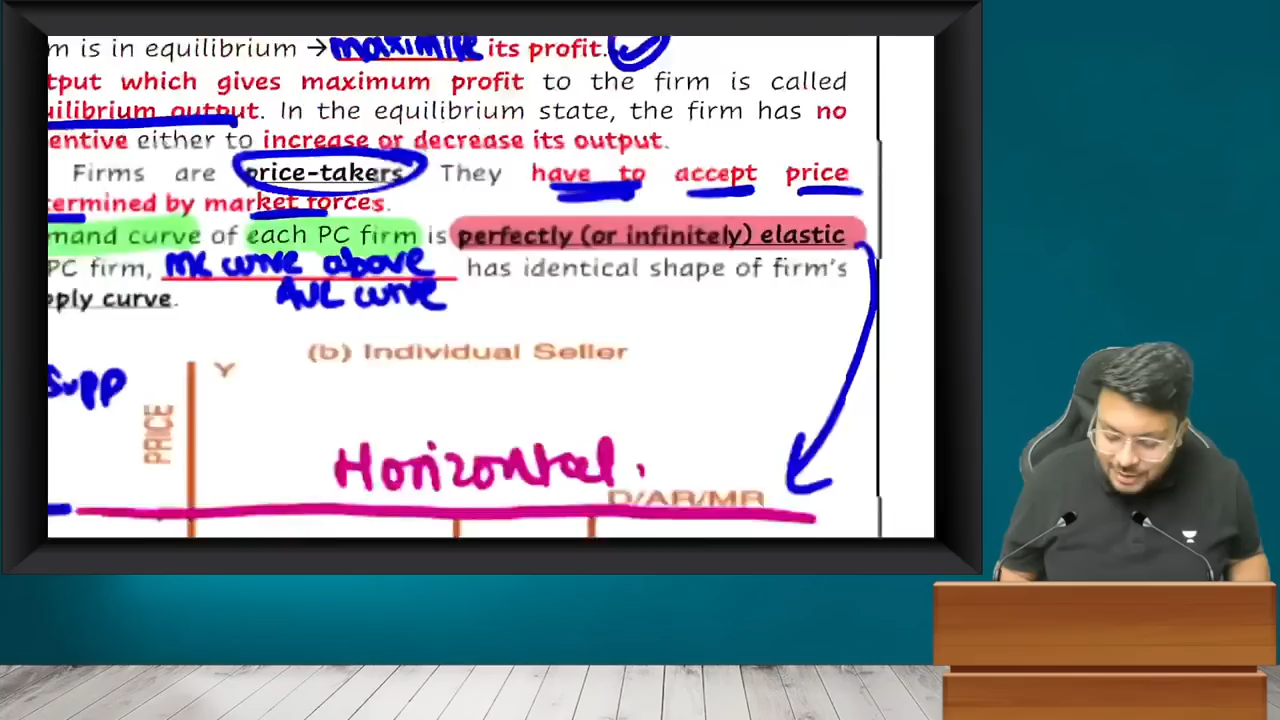 m is in equilibrium → maximise its profit.
tput which gives maximum profit to the firm is called
uilibrium output. In the equilibrium state, the firm has no
entive either to increase or decrease its output.
Firms are price-takers They have to accept price
termined by market forces.
mand curve of each PC firm is perfectly (or infinitely) elastic
PC firm, MC curve above has identical shape of firm's
AVC curve
pply curve.
(b) Individual Seller
Supp
Y
PRICE
Horizontal.
D/AR/MR